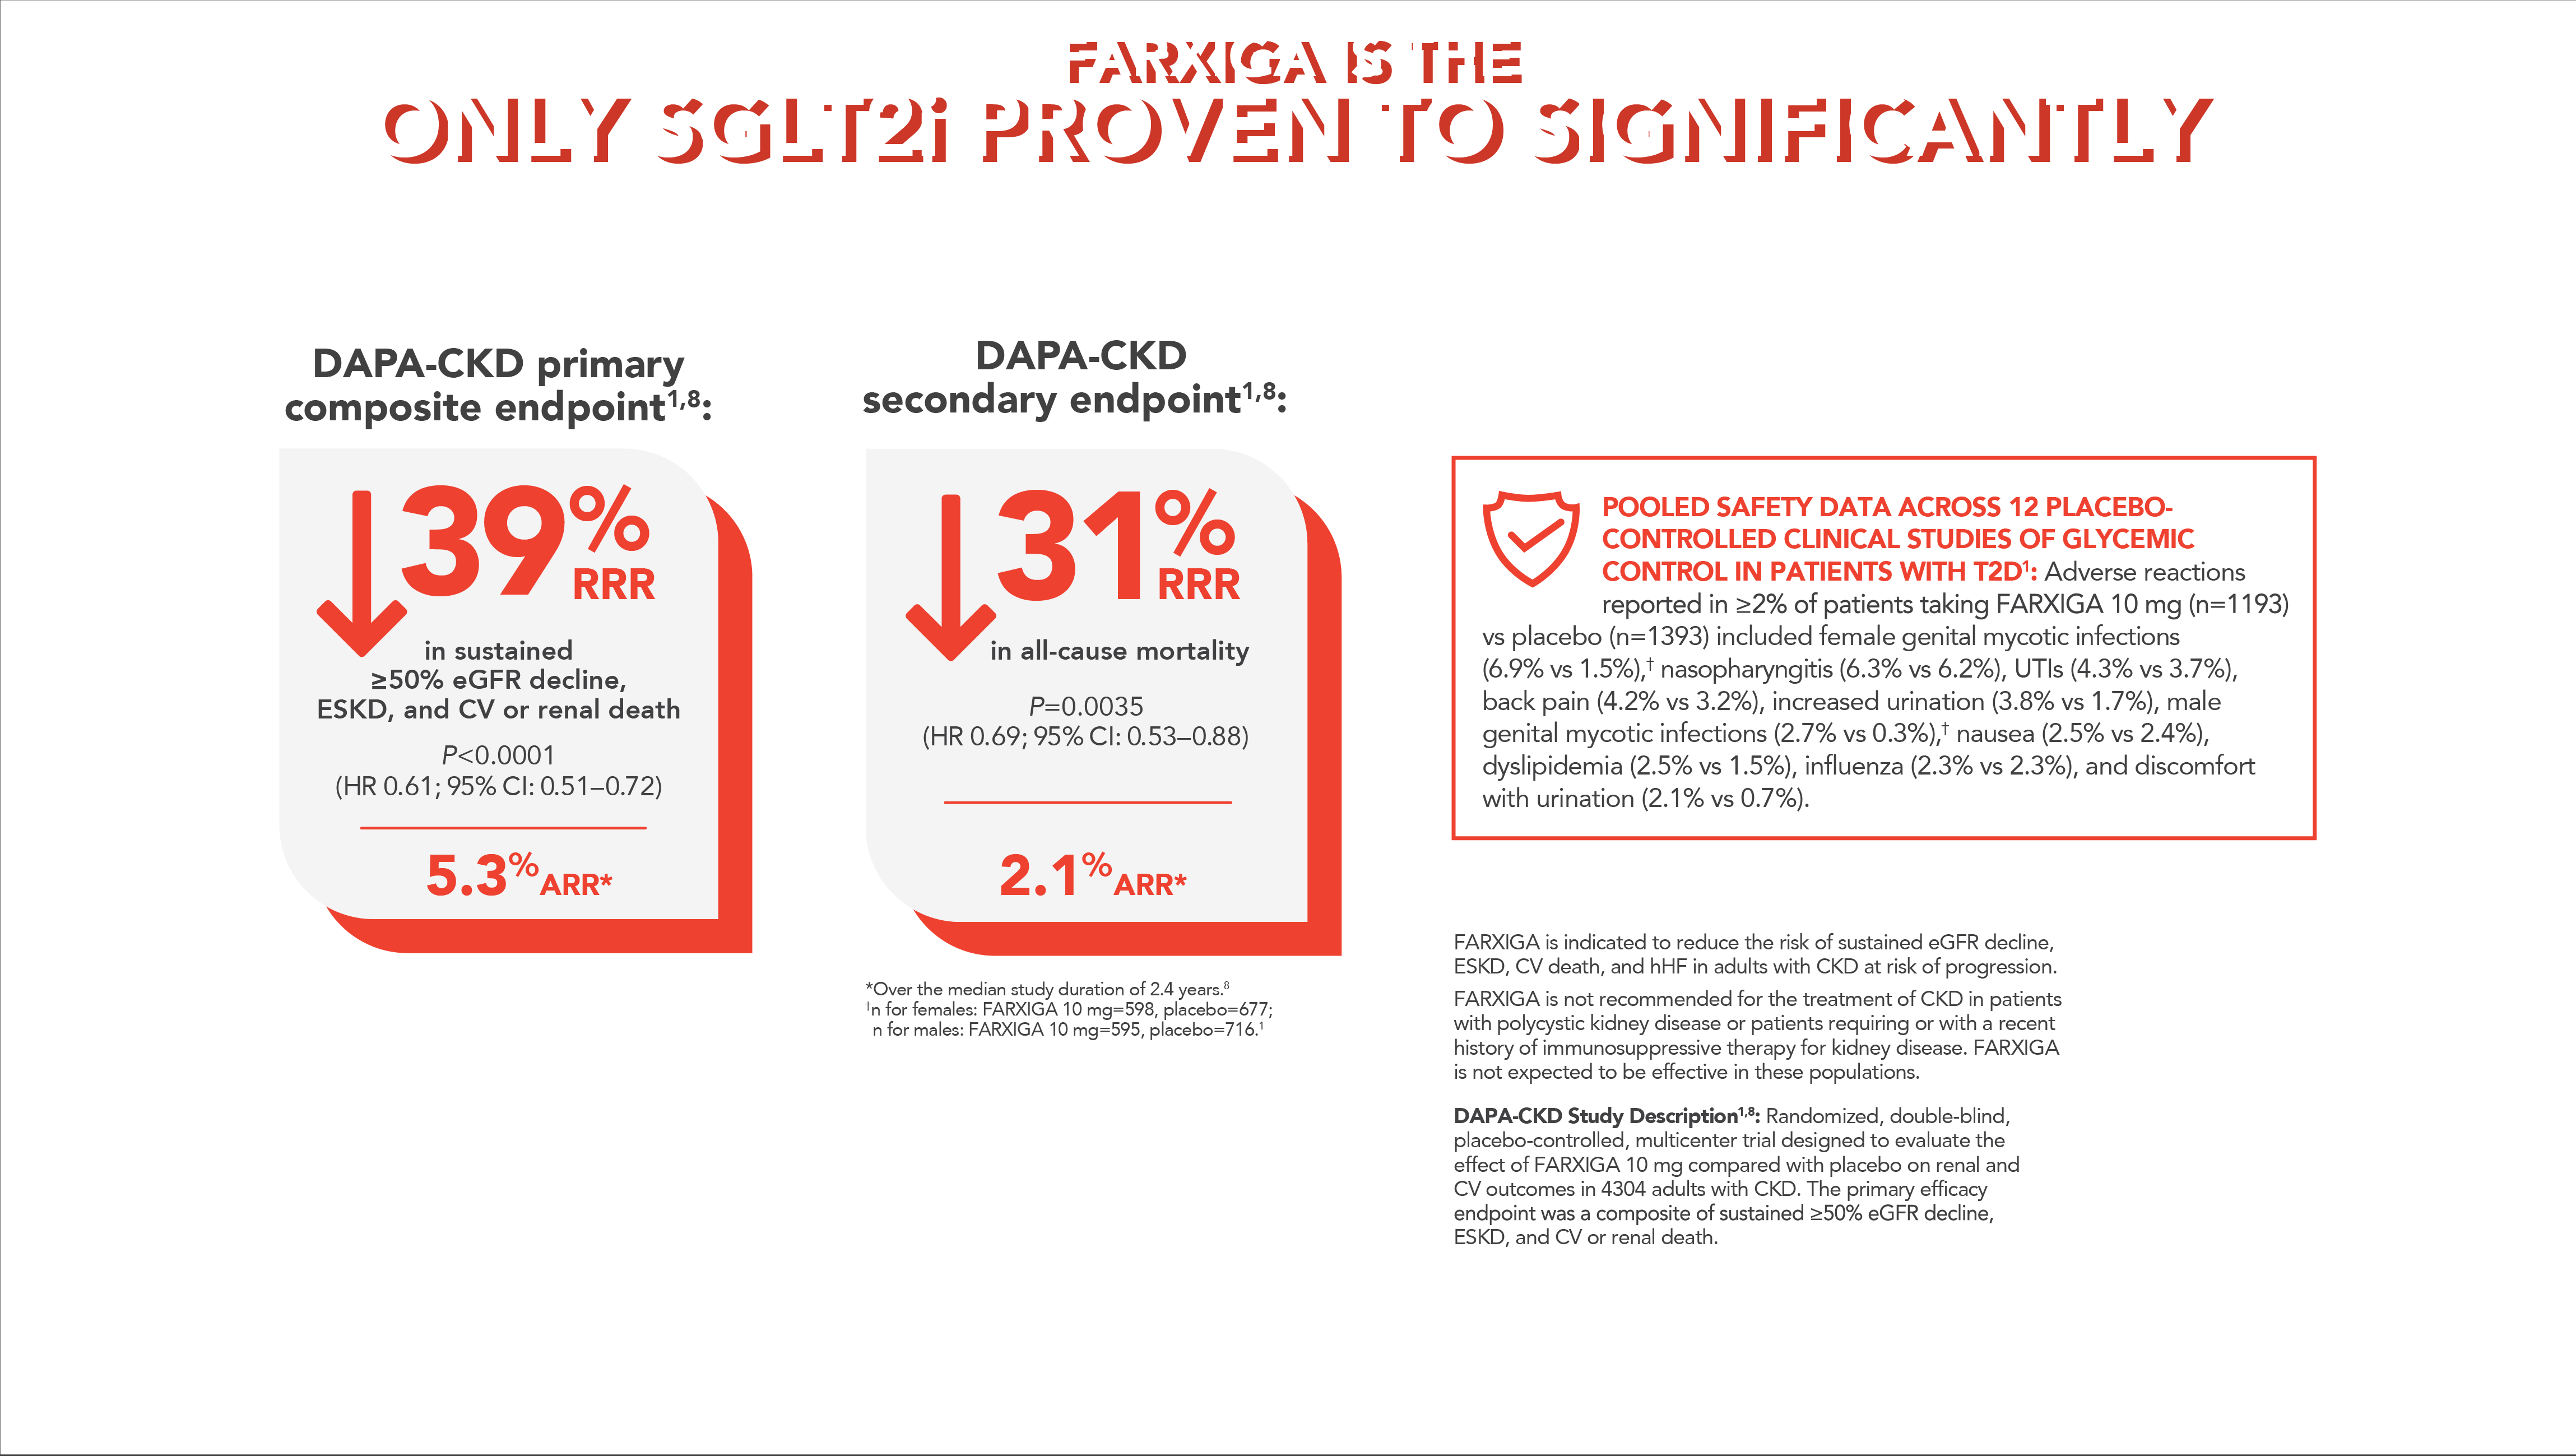 FARXIGA IS THE
ONLY SGLT2i PROVEN TO SIGNIFICANTLY
DAPA-CKD primary
composite endpoint¹,⁸:
↓39%
RRR
in sustained
≥50% eGFR decline,
ESKD, and CV or renal death
P<0.0001
(HR 0.61; 95% CI: 0.51–0.72)
5.3% ARR*
DAPA-CKD
secondary endpoint¹,⁸:
↓31%
RRR
in all-cause mortality
P=0.0035
(HR 0.69; 95% CI: 0.53–0.88)
2.1% ARR*
*Over the median study duration of 2.4 years.⁸
†n for females: FARXIGA 10 mg=598, placebo=677;
n for males: FARXIGA 10 mg=595, placebo=716.¹
POOLED SAFETY DATA ACROSS 12 PLACEBO-
CONTROLLED CLINICAL STUDIES OF GLYCEMIC
CONTROL IN PATIENTS WITH T2D¹: Adverse reactions
reported in ≥2% of patients taking FARXIGA 10 mg (n=1193)
vs placebo (n=1393) included female genital mycotic infections
(6.9% vs 1.5%),† nasopharyngitis (6.3% vs 6.2%), UTIs (4.3% vs 3.7%),
back pain (4.2% vs 3.2%), increased urination (3.8% vs 1.7%), male
genital mycotic infections (2.7% vs 0.3%),† nausea (2.5% vs 2.4%),
dyslipidemia (2.5% vs 1.5%), influenza (2.3% vs 2.3%), and discomfort
with urination (2.1% vs 0.7%).
FARXIGA is indicated to reduce the risk of sustained eGFR decline,
ESKD, CV death, and hHF in adults with CKD at risk of progression.
FARXIGA is not recommended for the treatment of CKD in patients
with polycystic kidney disease or patients requiring or with a recent
history of immunosuppressive therapy for kidney disease. FARXIGA
is not expected to be effective in these populations.
DAPA-CKD Study Description¹,⁸: Randomized, double-blind,
placebo-controlled, multicenter trial designed to evaluate the
effect of FARXIGA 10 mg compared with placebo on renal and
CV outcomes in 4304 adults with CKD. The primary efficacy
endpoint was a composite of sustained ≥50% eGFR decline,
ESKD, and CV or renal death.